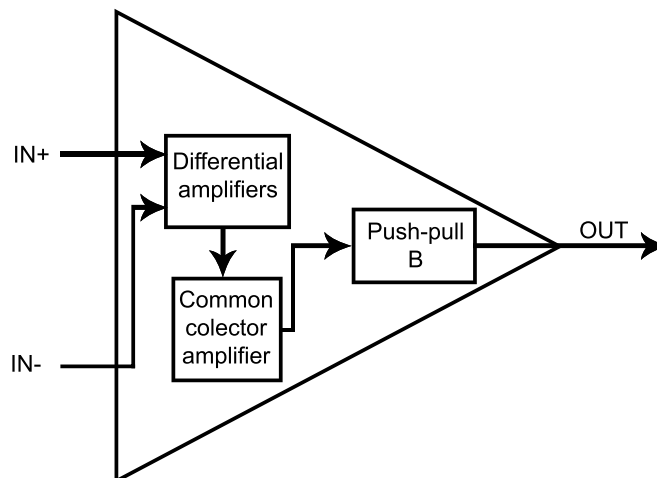 IN+
Differential
amplifiers
Push-pull
B
OUT
Common
colector
amplifier
IN-